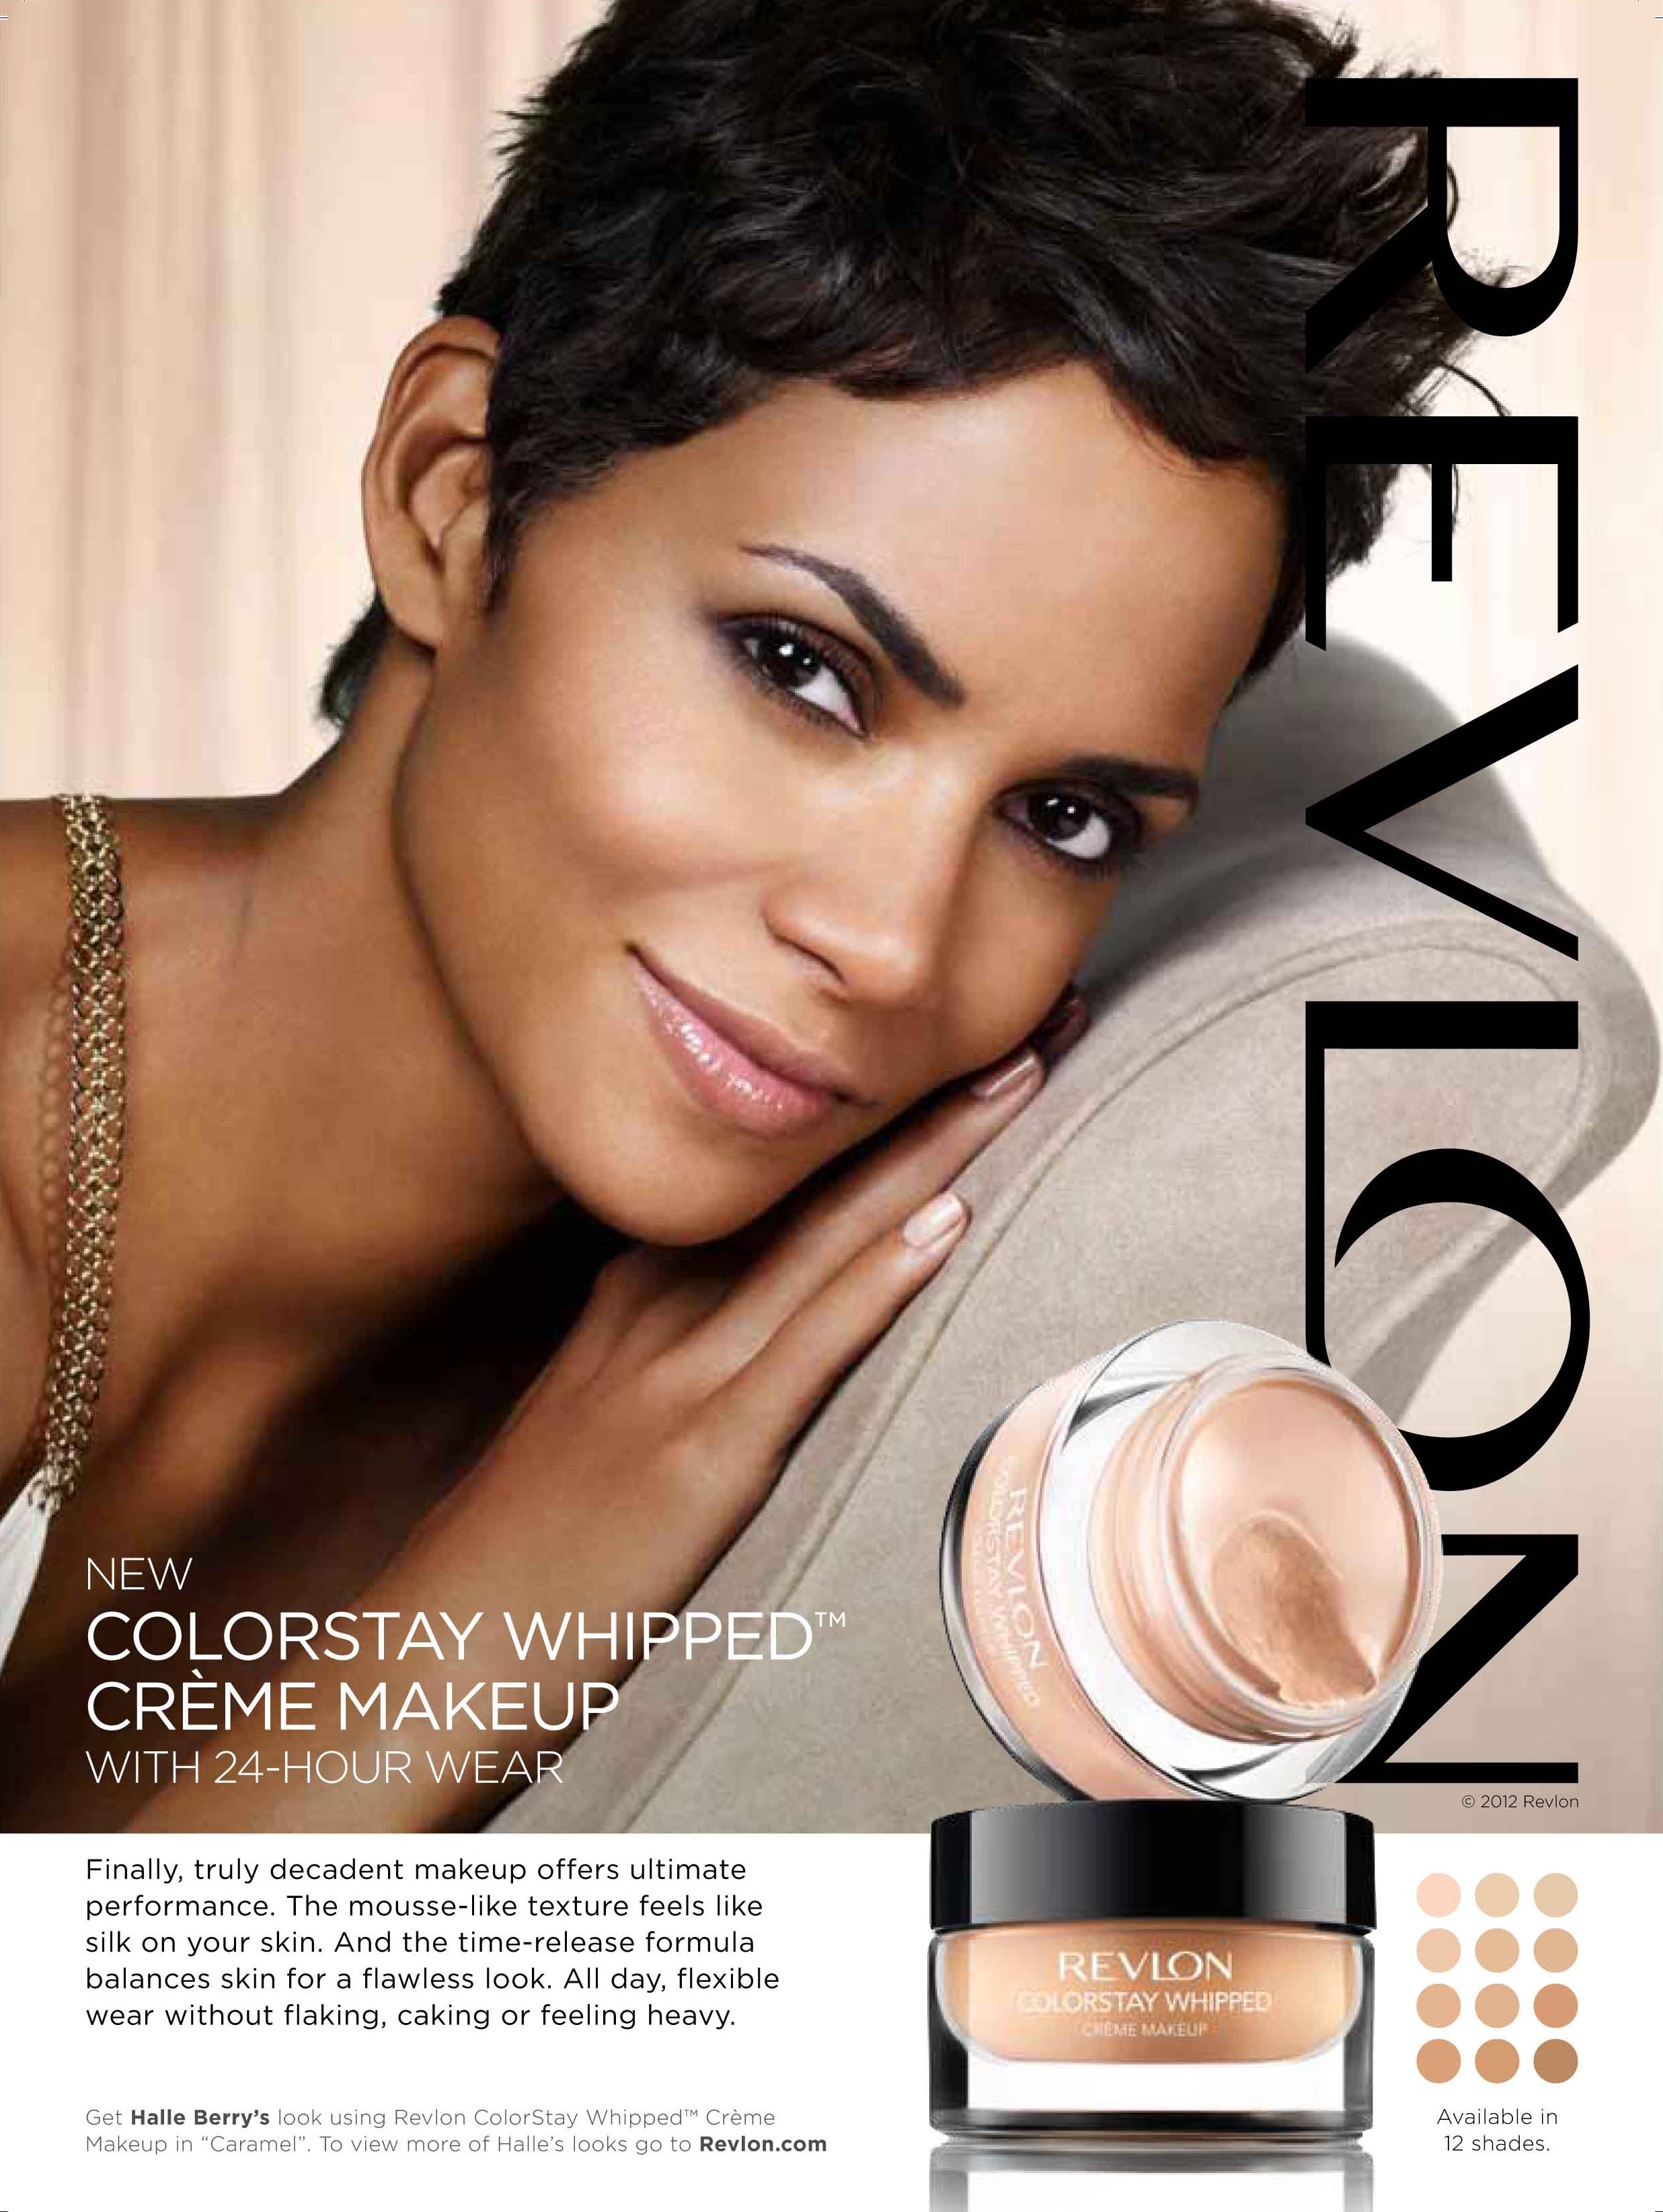 REVLON
NEW
COLORSTAY WHIPPED™
CRÈME MAKEUP
WITH 24-HOUR WEAR
© 2012 Revlon
Finally, truly decadent makeup offers ultimate
performance. The mousse-like texture feels like
silk on your skin. And the time-release formula
balances skin for a flawless look. All day, flexible
wear without flaking, caking or feeling heavy.
Get Halle Berry's look using Revlon ColorStay Whipped™ Crème
Makeup in “Caramel”. To view more of Halle's looks go to Revlon.com
REVLON
COLORSTAY WHIPPED
REVLON
COLORSTAY WHIPPED
CRÈME MAKEUP
Available in
12 shades.